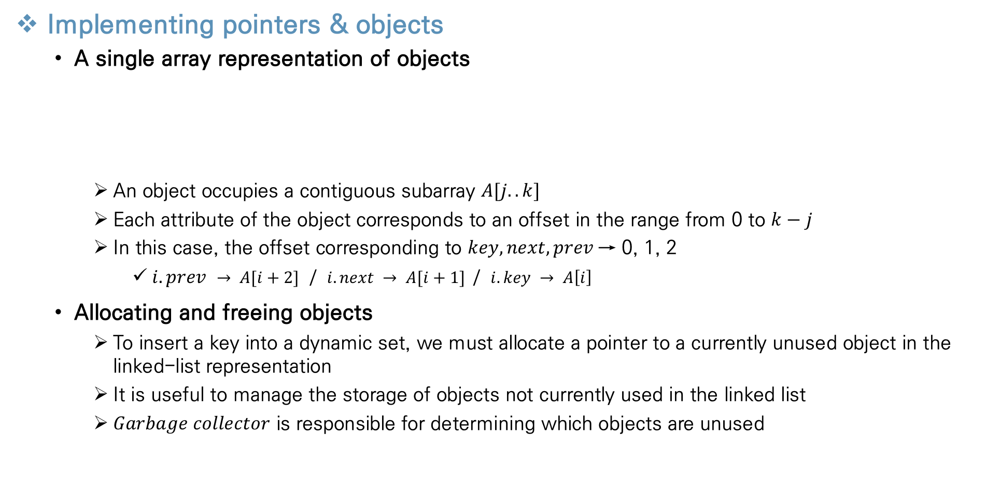 ❖ Implementing pointers & objects
• A single array representation of objects
➢ An object occupies a contiguous subarray A[j..k]
➢ Each attribute of the object corresponds to an offset in the range from 0 to k − j
➢ In this case, the offset corresponding to key, next, prev → 0, 1, 2
✓ i.prev → A[i + 2] / i.next → A[i + 1] / i.key → A[i]
• Allocating and freeing objects
➢ To insert a key into a dynamic set, we must allocate a pointer to a currently unused object in the
linked-list representation
➢ It is useful to manage the storage of objects not currently used in the linked list
➢ Garbage collector is responsible for determining which objects are unused